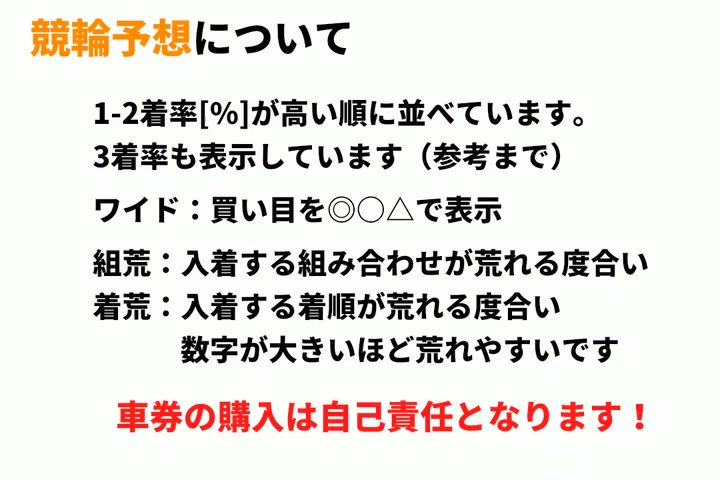 競輪予想について
1-2着率[%]が高い順に並べています。
3着率も表示しています（参考まで）
ワイド：買い目を◎○△で表示
組荒：入着する組み合わせが荒れる度合い
着荒：入着する着順が荒れる度合い
数字が大きいほど荒れやすいです
車券の購入は自己責任となります！